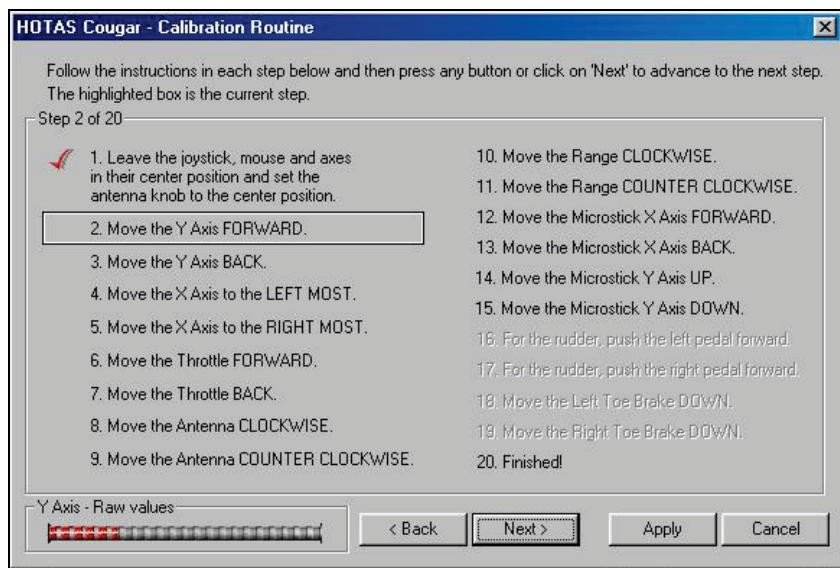 HOTAS Cougar - Calibration Routine
Follow the instructions in each step below and then press any button or click on 'Next' to advance to the next step.
The highlighted box is the current step.
Step 2 of 20
1. Leave the joystick, mouse and axes
in their center position and set the
antenna knob to the center position.
2. Move the Y Axis FORWARD.
3. Move the Y Axis BACK.
4. Move the X Axis to the LEFT MOST.
5. Move the X Axis to the RIGHT MOST.
6. Move the Throttle FORWARD.
7. Move the Throttle BACK.
8. Move the Antenna CLOCKWISE.
9. Move the Antenna COUNTER CLOCKWISE.
10. Move the Range CLOCKWISE.
11. Move the Range COUNTER CLOCKWISE.
12. Move the Microstick X Axis FORWARD.
13. Move the Microstick X Axis BACK.
14. Move the Microstick Y Axis UP.
15. Move the Microstick Y Axis DOWN.
16. For the rudder, push the left pedal forward.
17. For the rudder, push the right pedal forward.
18. Move the Left Toe Brake DOWN.
19. Move the Right Toe Brake DOWN.
20. Finished!
Y Axis - Raw values
< Back
Next >
Apply
Cancel